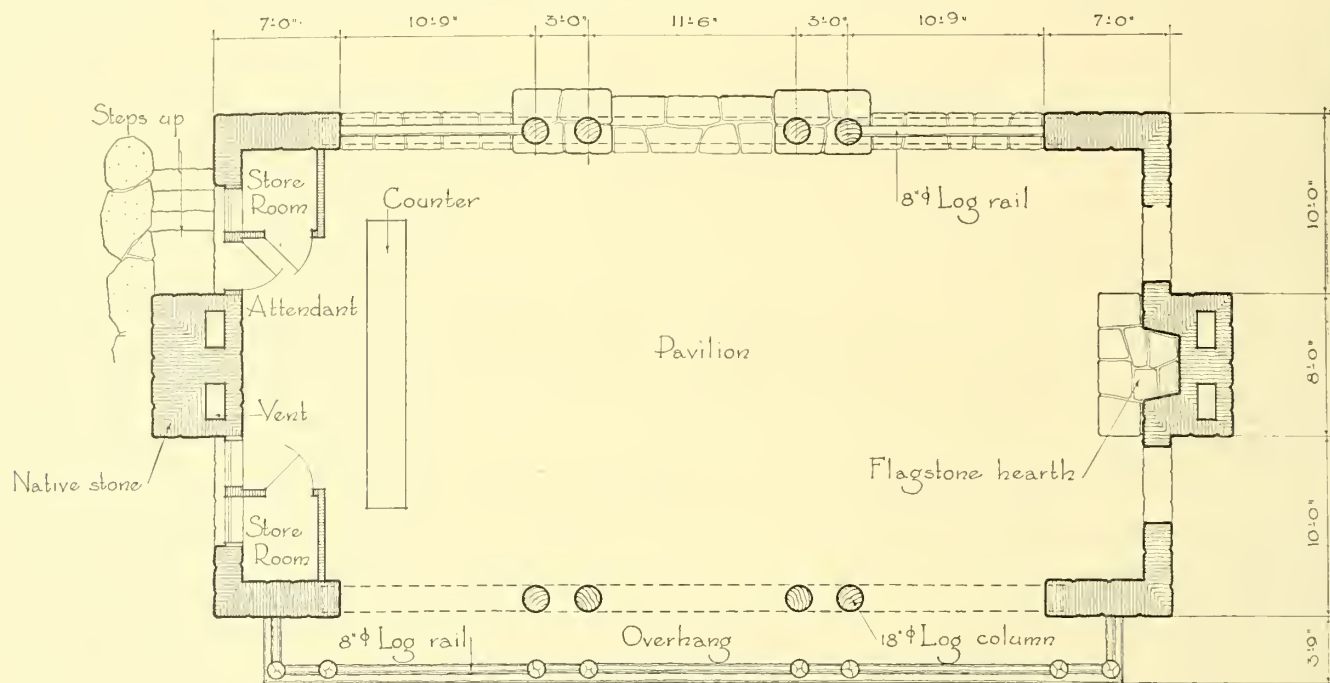 7'-0"
10'-9"
3'-0"
11'-6"
3'-0"
10'-9"
7'-0"
Steps up
Store
Room
Counter
8"ϕ Log rail
10'-0"
Attendant
Pavilion
8'-0"
Vent
Native stone
Flagstone hearth
Store
Room
10'-0"
8"ϕ Log rail
Overhang
18"ϕ Log column
3'-9"